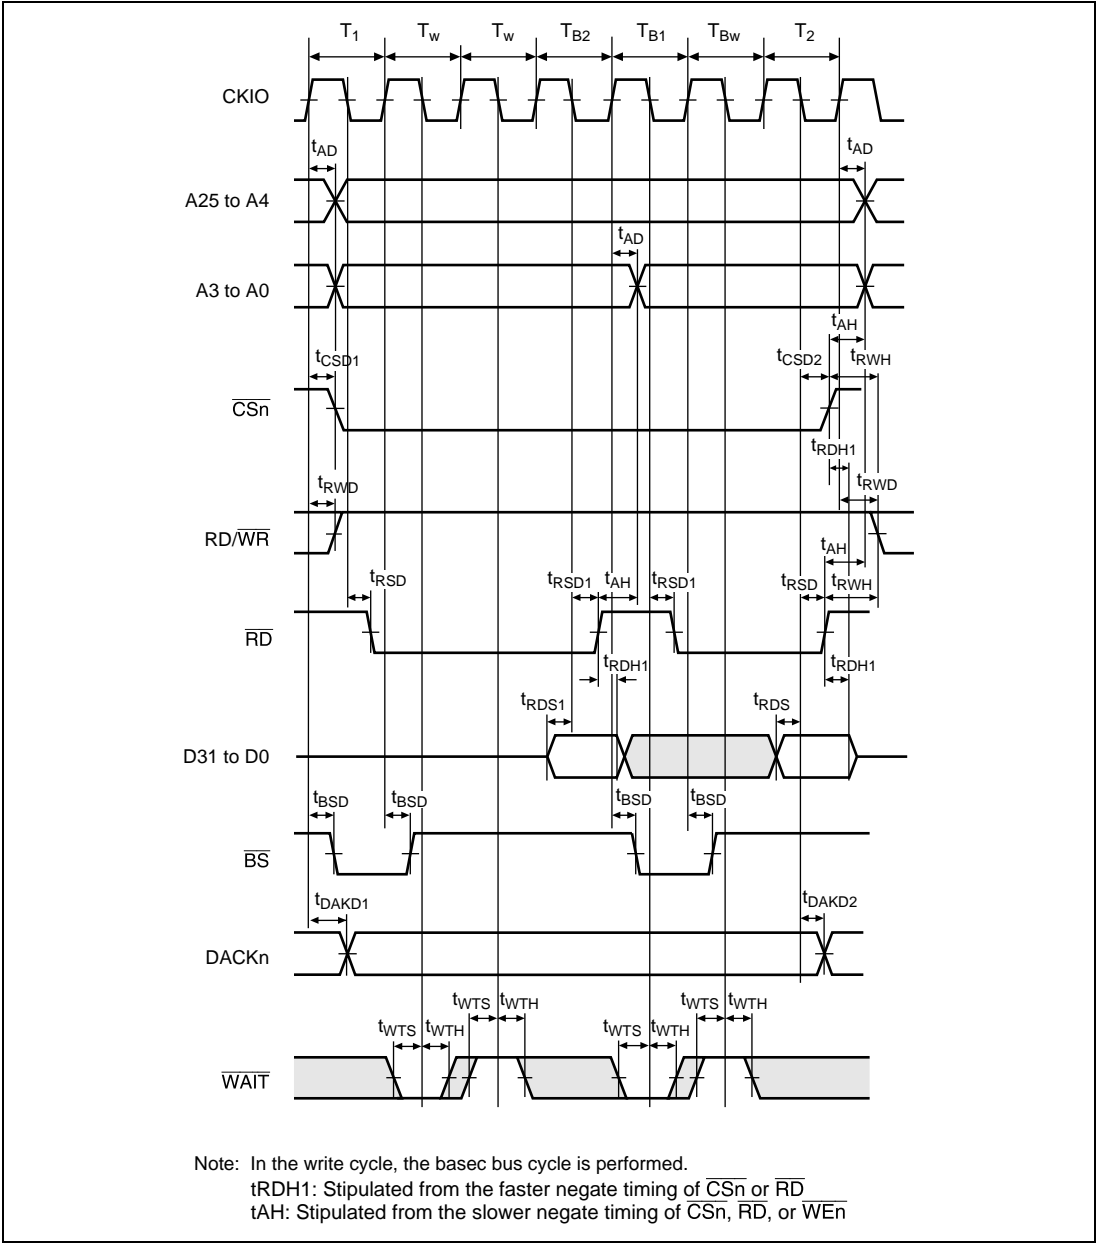 T1 Tw Tw TB2 TB1 TBw T2
CKIO
tAD tAD
A25 to A4
tAD
A3 to A0
tAH
tCSD1 tCSD2 tRWH
CSn
tRDH1
tRWD tRWD
RD/WR
tAH
tRSD tRSD1 tAH tRSD1 tRSD tRWH
RD
tRDH1 tRDH1
tRDS1 tRDS
D31 to D0
tBSD tBSD tBSD tBSD
BS
tDAKD1 tDAKD2
DACKn
tWTS tWTH tWTS tWTH
tWTS tWTH tWTS tWTH
WAIT
Note: In the write cycle, the basec bus cycle is performed.
tRDH1: Stipulated from the faster negate timing of CSn or RD
tAH: Stipulated from the slower negate timing of CSn, RD, or WEn